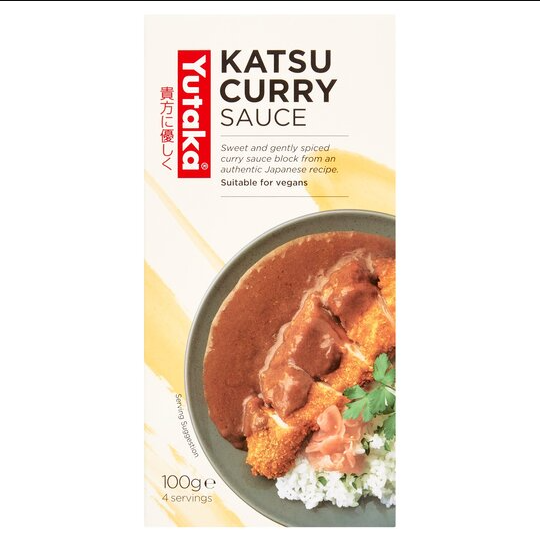 KATSU
CURRY
SAUCE
Yutaka®
貴方に優しく
Sweet and gently spiced
curry sauce block from an
authentic Japanese recipe.
Suitable for vegans
Serving Suggestion
100g℮
4 servings